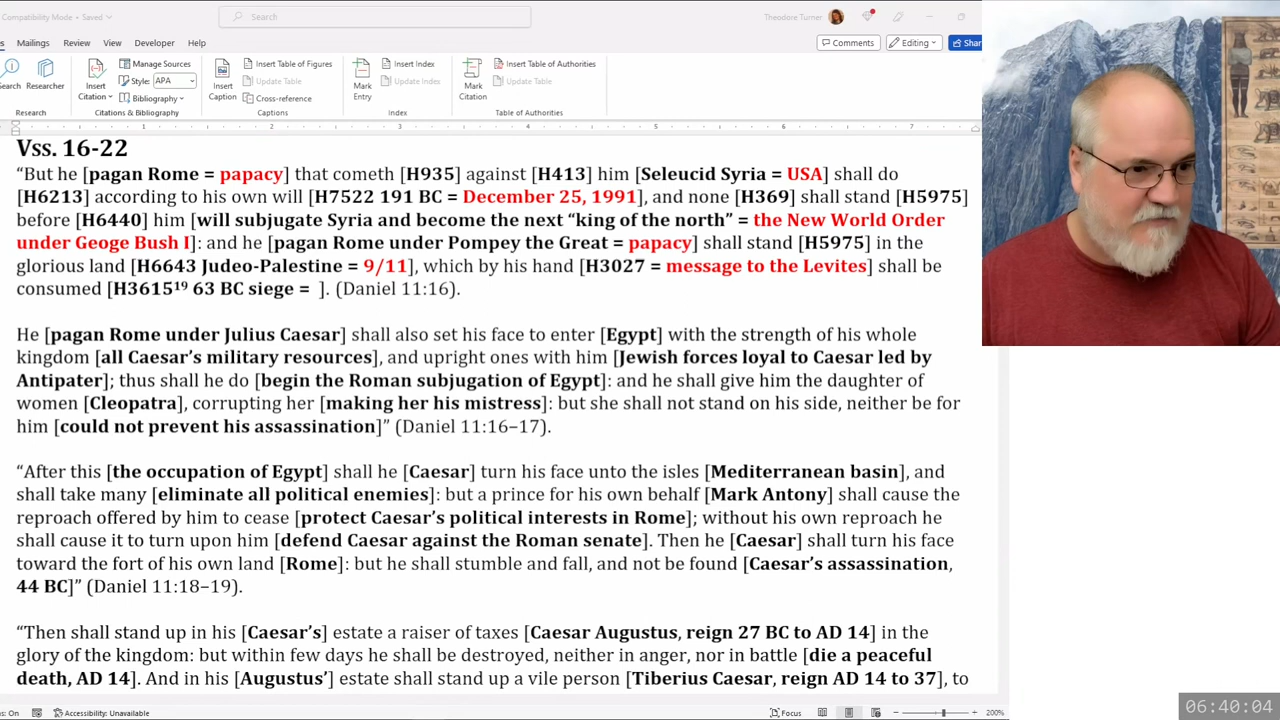 Compatibility Mode • Saved
Search
Theodore Turner
Mailings Review View Developer Help
Comments Editing Shar
Search Researcher Insert Citation Manage Sources Style: APA Bibliography Insert Caption Insert Table of Figures Update Table Cross-reference Mark Entry Insert Index Update Index Mark Citation Insert Table of Authorities Update Table
Research Citations & Bibliography Captions Index Table of Authorities
1 2 3 4 5 6 7
Vss. 16-22
“But he [pagan Rome = papacy] that cometh [H935] against [H413] him [Seleucid Syria = USA] shall do
[H6213] according to his own will [H7522 191 BC = December 25, 1991], and none [H369] shall stand [H5975]
before [H6440] him [will subjugate Syria and become the next “king of the north” = the New World Order
under Geoge Bush I]: and he [pagan Rome under Pompey the Great = papacy] shall stand [H5975] in the
glorious land [H6643 Judeo-Palestine = 9/11], which by his hand [H3027 = message to the Levites] shall be
consumed [H3615¹⁹ 63 BC siege = ]. (Daniel 11:16).
He [pagan Rome under Julius Caesar] shall also set his face to enter [Egypt] with the strength of his whole
kingdom [all Caesar’s military resources], and upright ones with him [Jewish forces loyal to Caesar led by
Antipater]; thus shall he do [begin the Roman subjugation of Egypt]: and he shall give him the daughter of
women [Cleopatra], corrupting her [making her his mistress]: but she shall not stand on his side, neither be for
him [could not prevent his assassination]” (Daniel 11:16–17).
“After this [the occupation of Egypt] shall he [Caesar] turn his face unto the isles [Mediterranean basin], and
shall take many [eliminate all political enemies]: but a prince for his own behalf [Mark Antony] shall cause the
reproach offered by him to cease [protect Caesar’s political interests in Rome]; without his own reproach he
shall cause it to turn upon him [defend Caesar against the Roman senate]. Then he [Caesar] shall turn his face
toward the fort of his own land [Rome]: but he shall stumble and fall, and not be found [Caesar’s assassination,
44 BC]” (Daniel 11:18–19).
“Then shall stand up in his [Caesar’s] estate a raiser of taxes [Caesar Augustus, reign 27 BC to AD 14] in the
glory of the kingdom: but within few days he shall be destroyed, neither in anger, nor in battle [die a peaceful
death, AD 14]. And in his [Augustus’] estate shall stand up a vile person [Tiberius Caesar, reign AD 14 to 37], to
On Accessibility: Unavailable Focus 200%
06:40:04